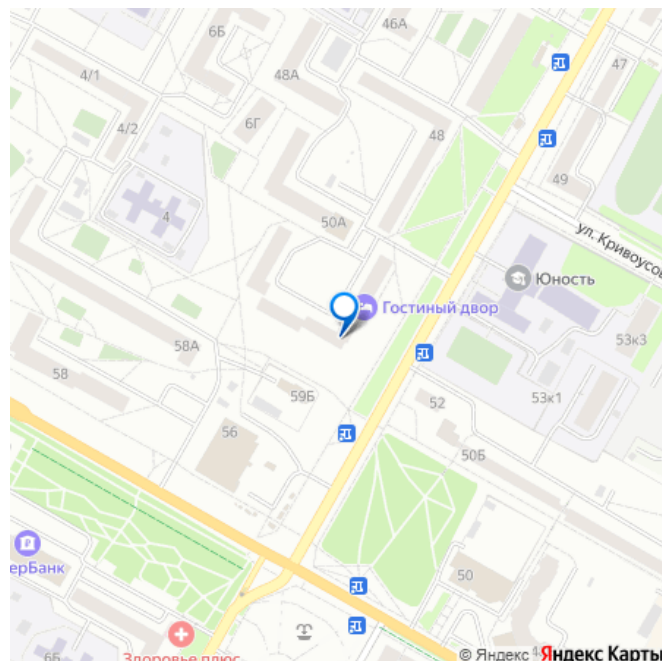 46А
6Б
47
4/1
48А
4/2
6Г
48
49
4
50А
ул. Кривоусов
Юность
Гостиный двор
53к3
58А
58
59Б
52
53к1
56
50Б
ерБанк
50
Здоровье плюс
6Б
© Яндекс
Яндекс Карты